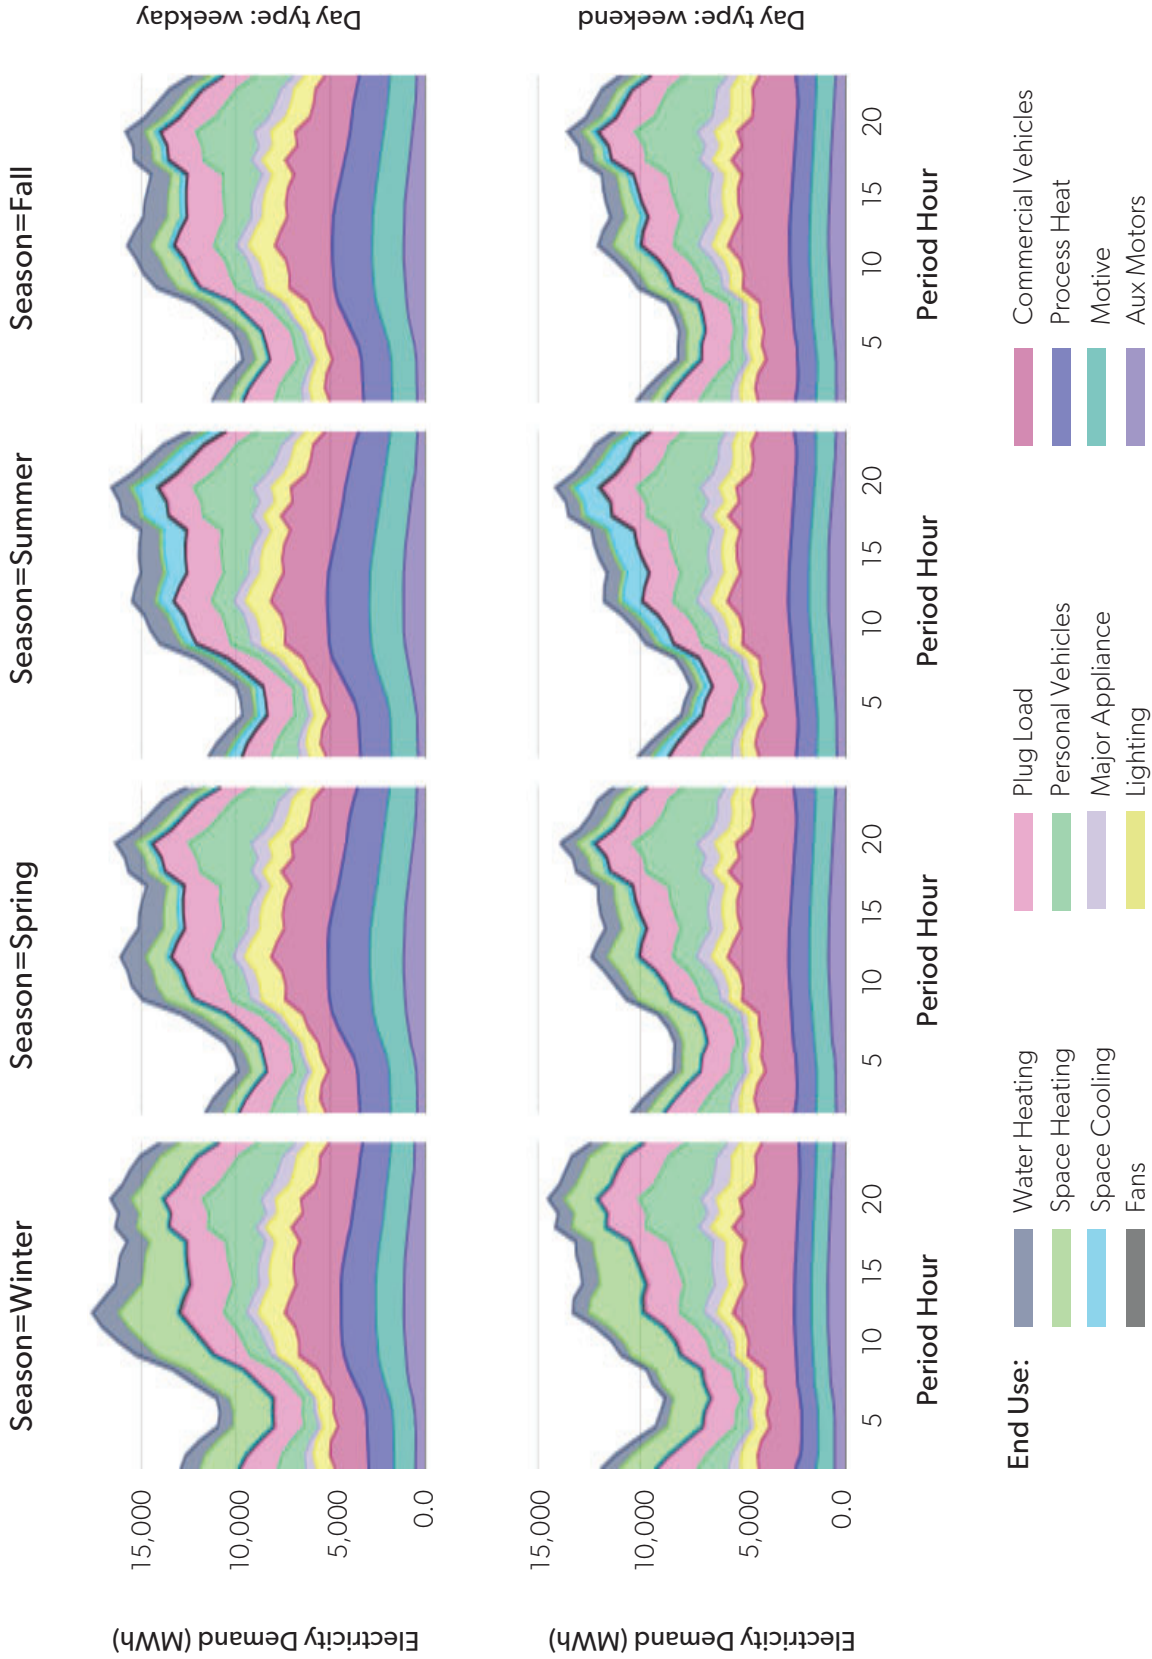 Season=Winter
Season=Spring
Season=Summer
Season=Fall
Electricity Demand (MWh)
15,000
10,000
5,000
0.0
Day type: weekday
Electricity Demand (MWh)
15,000
10,000
5,000
0.0
Day type: weekend
5 10 15 20
5 10 15 20
5 10 15 20
5 10 15 20
Period Hour
Period Hour
Period Hour
Period Hour
End Use:
Water Heating
Space Heating
Space Cooling
Fans
Plug Load
Personal Vehicles
Major Appliance
Lighting
Commercial Vehicles
Process Heat
Motive
Aux Motors